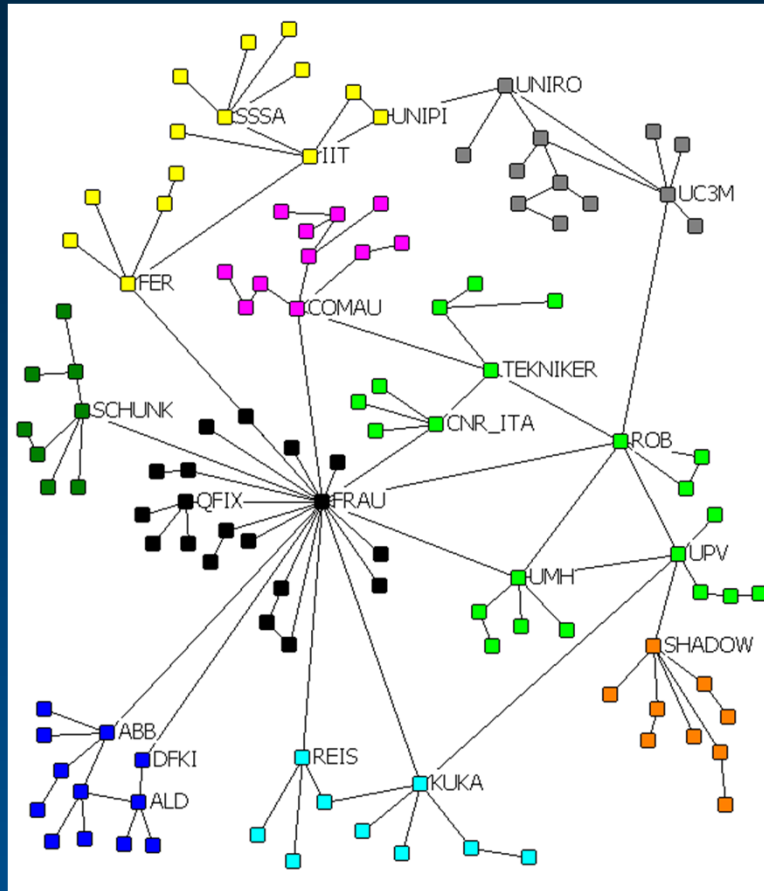 UNIRO
SSSA
UNIPI
IIT
UC3M
FER
COMAU
TEKNIKER
SCHUNK
CNR_ITA
ROB
QFIX
FRAU
UPV
UMH
SHADOW
ABB
DFKI
REIS
KUKA
ALD